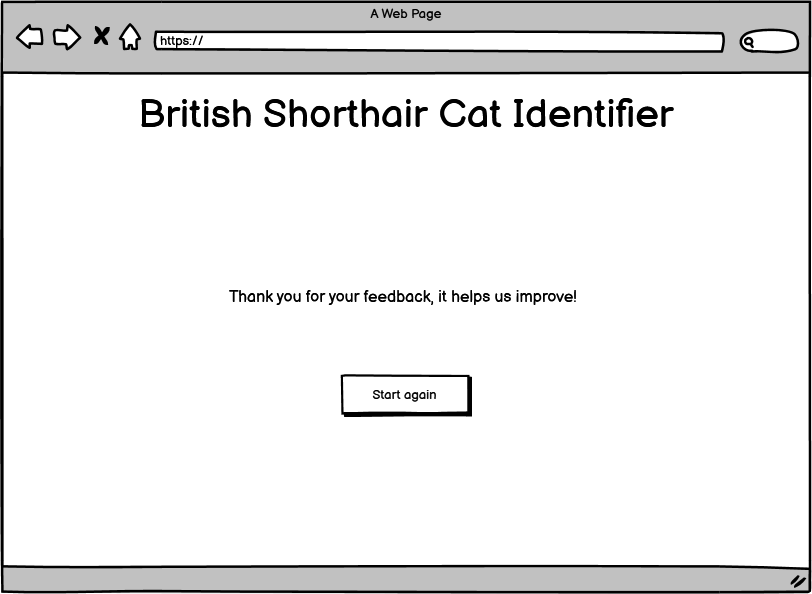 A Web Page
https://
British Shorthair Cat Identifier
Thank you for your feedback, it helps us improve!
Start again